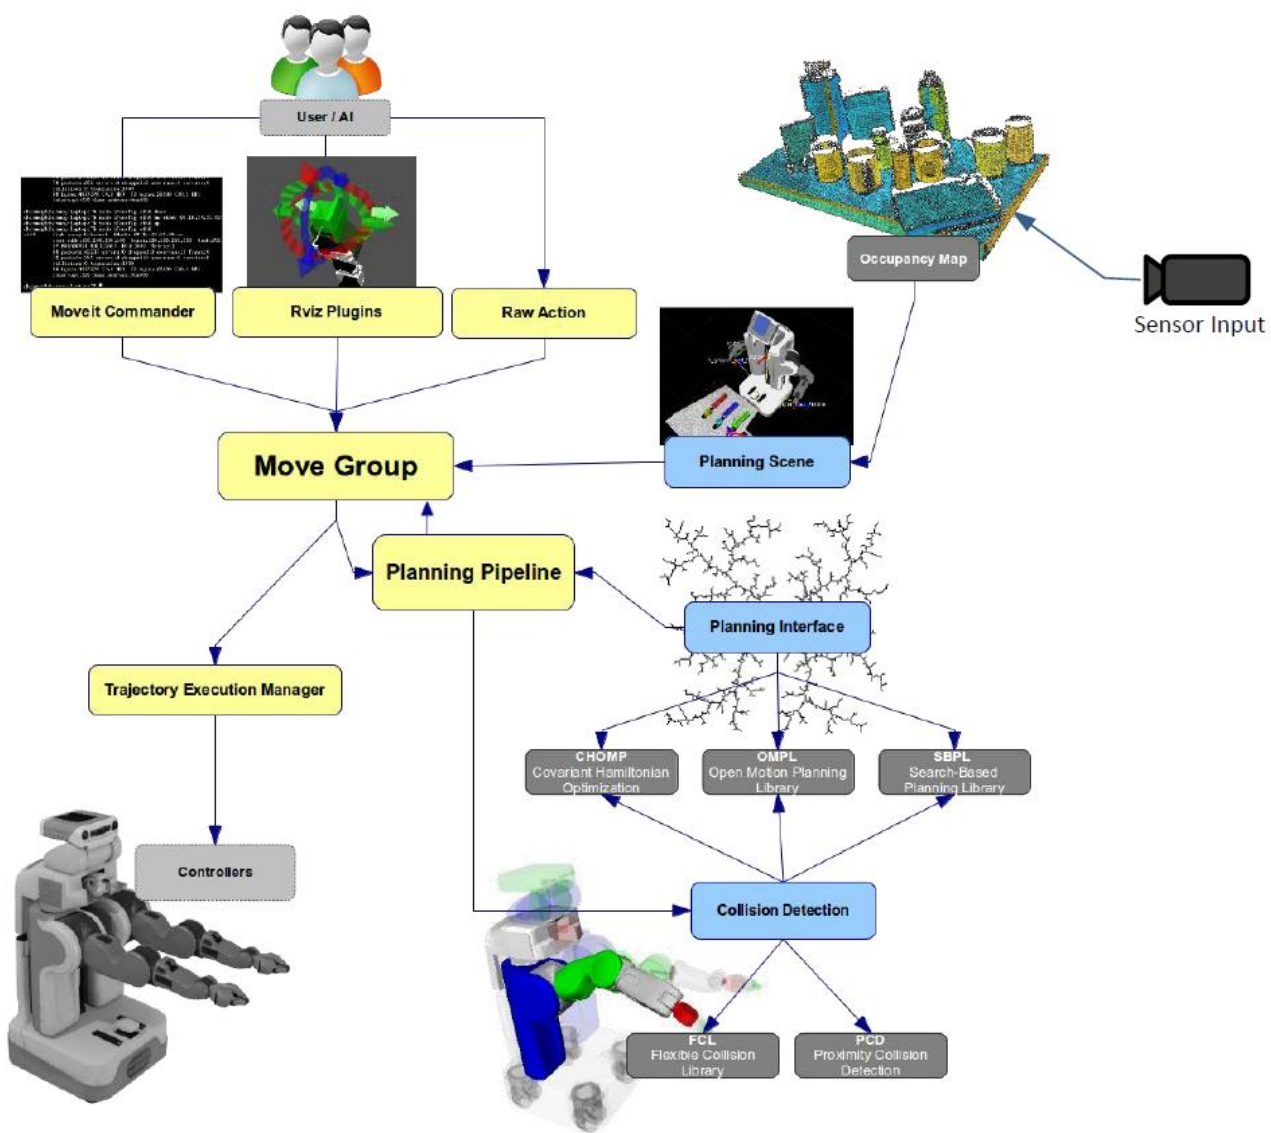 User / AI
Moveit Commander
Rviz Plugins
Raw Action
Occupancy Map
Sensor Input
Move Group
Planning Scene
Planning Pipeline
Planning Interface
Trajectory Execution Manager
CHOMP
Covariant Hamiltonian
Optimization
OMPL
Open Motion Planning
Library
SBPL
Search-Based
Planning Library
Controllers
Collision Detection
FCL
Flexible Collision
Library
PCD
Proximity Collision
Detection